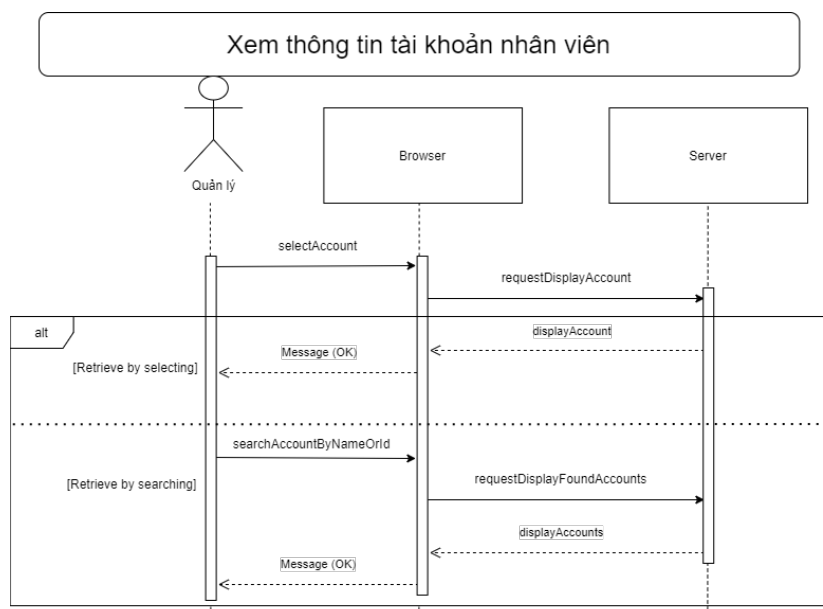 Xem thông tin tài khoản nhân viên
Quản lý
Browser
Server
selectAccount
requestDisplayAccount
alt
displayAccount
Message (OK)
[Retrieve by selecting]
searchAccountByNameOrId
[Retrieve by searching]
requestDisplayFoundAccounts
displayAccounts
Message (OK)